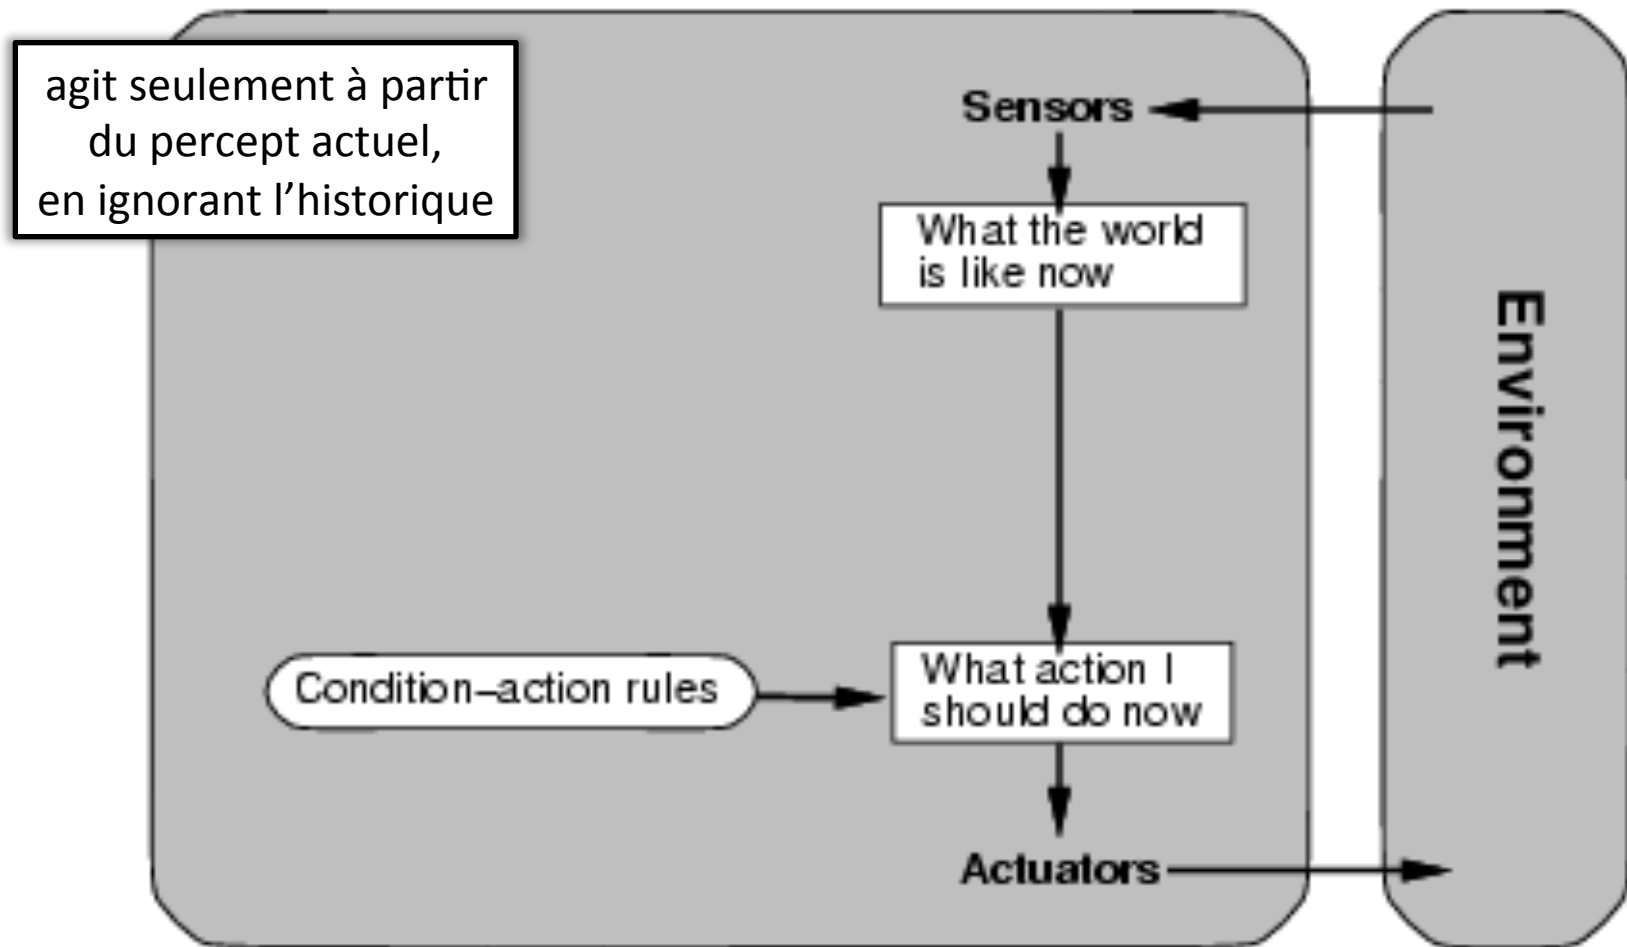 agit seulement à partir
du percept actuel,
en ignorant l’historique
Sensors
What the world
is like now
Environment
Condition–action rules
What action I
should do now
Actuators